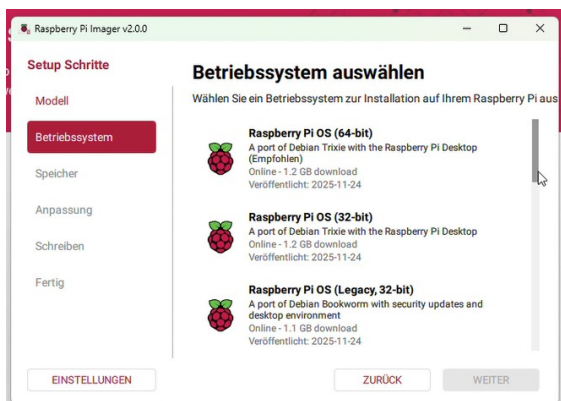 Raspberry Pi Imager v2.0.0
Setup Schritte
Modell
Betriebssystem
Speicher
Anpassung
Schreiben
Fertig
EINSTELLUNGEN
Betriebssystem auswählen
Wählen Sie ein Betriebssystem zur Installation auf Ihrem Raspberry Pi aus
Raspberry Pi OS (64-bit)
A port of Debian Trixie with the Raspberry Pi Desktop
(Empfohlen)
Online - 1.2 GB download
Veröffentlicht: 2025-11-24
Raspberry Pi OS (32-bit)
A port of Debian Trixie with the Raspberry Pi Desktop
Online - 1.2 GB download
Veröffentlicht: 2025-11-24
Raspberry Pi OS (Legacy, 32-bit)
A port of Debian Bookworm with security updates and
desktop environment
Online - 1.1 GB download
Veröffentlicht: 2025-11-24
ZURÜCK
WEITER